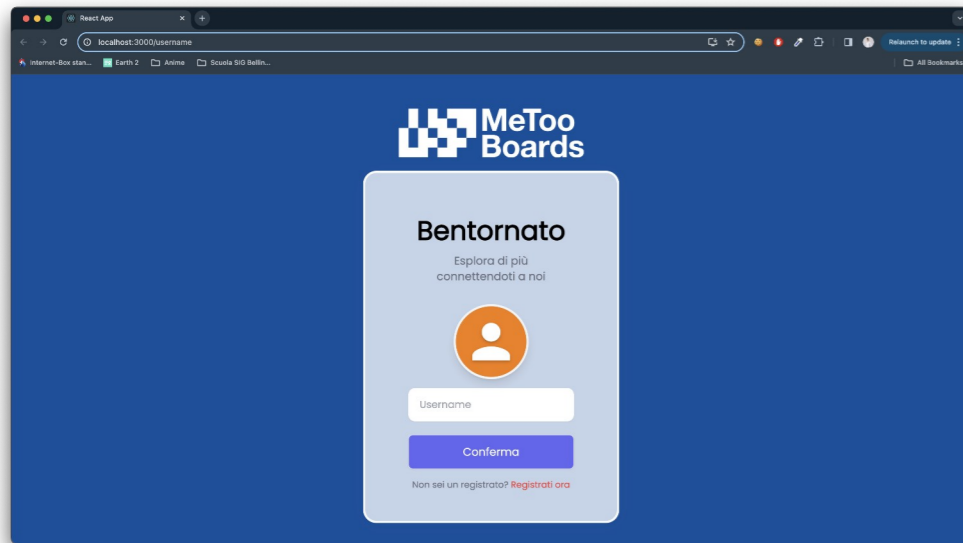 React App
localhost:3000/username
Relaunch to update
Internet-Box stan...
Earth 2
Anime
Scuola SIG Bellin...
All Bookmarks
MeToo
Boards
Bentornato
Esplora di più
connettendoti a noi
Username
Conferma
Non sei un registrato? Registrati ora